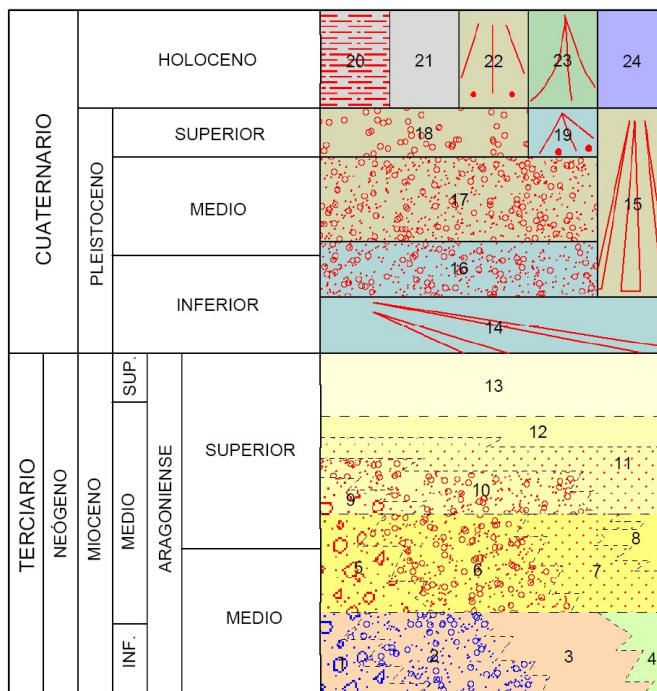 HOLOCENO
20 21 22 23 24
CUATERNARIO
PLEISTOCENO
SUPERIOR
18 19
MEDIO
17 15
16
INFERIOR
14
TERCIARIO
NEÓGENO
MIOCENO
SUP.
MEDIO
INF.
ARAGONIENSE
SUPERIOR
MEDIO
13
12
11
9 10
8
5 6 7
1 2 3 4